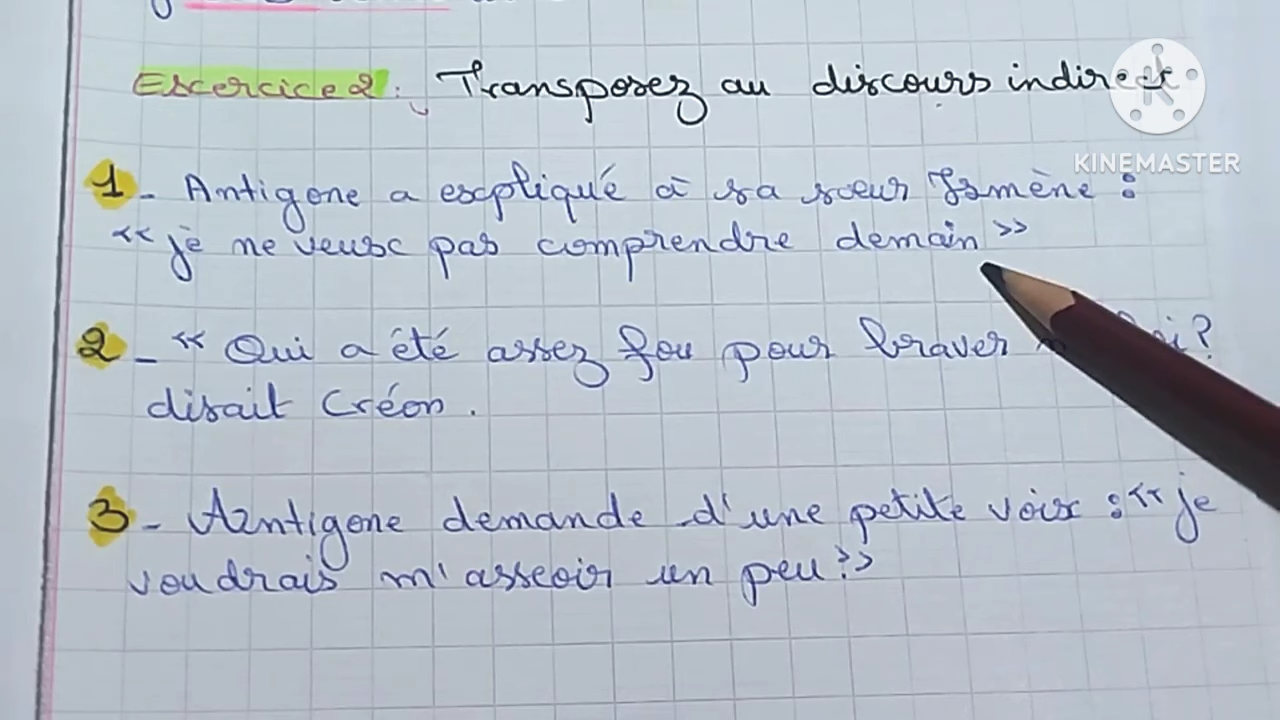 Exercice 2 : Transposez au discours indirect
KINEMASTER
1 - Antigone a expliqué à sa sœur Ismène :
« je ne veux pas comprendre demain »
2 - « Qui a été assez fou pour braver loi ?
disait Créon .
3 - Antigone demande d'une petite voix : « je
voudrais m'asseoir un peu ? »